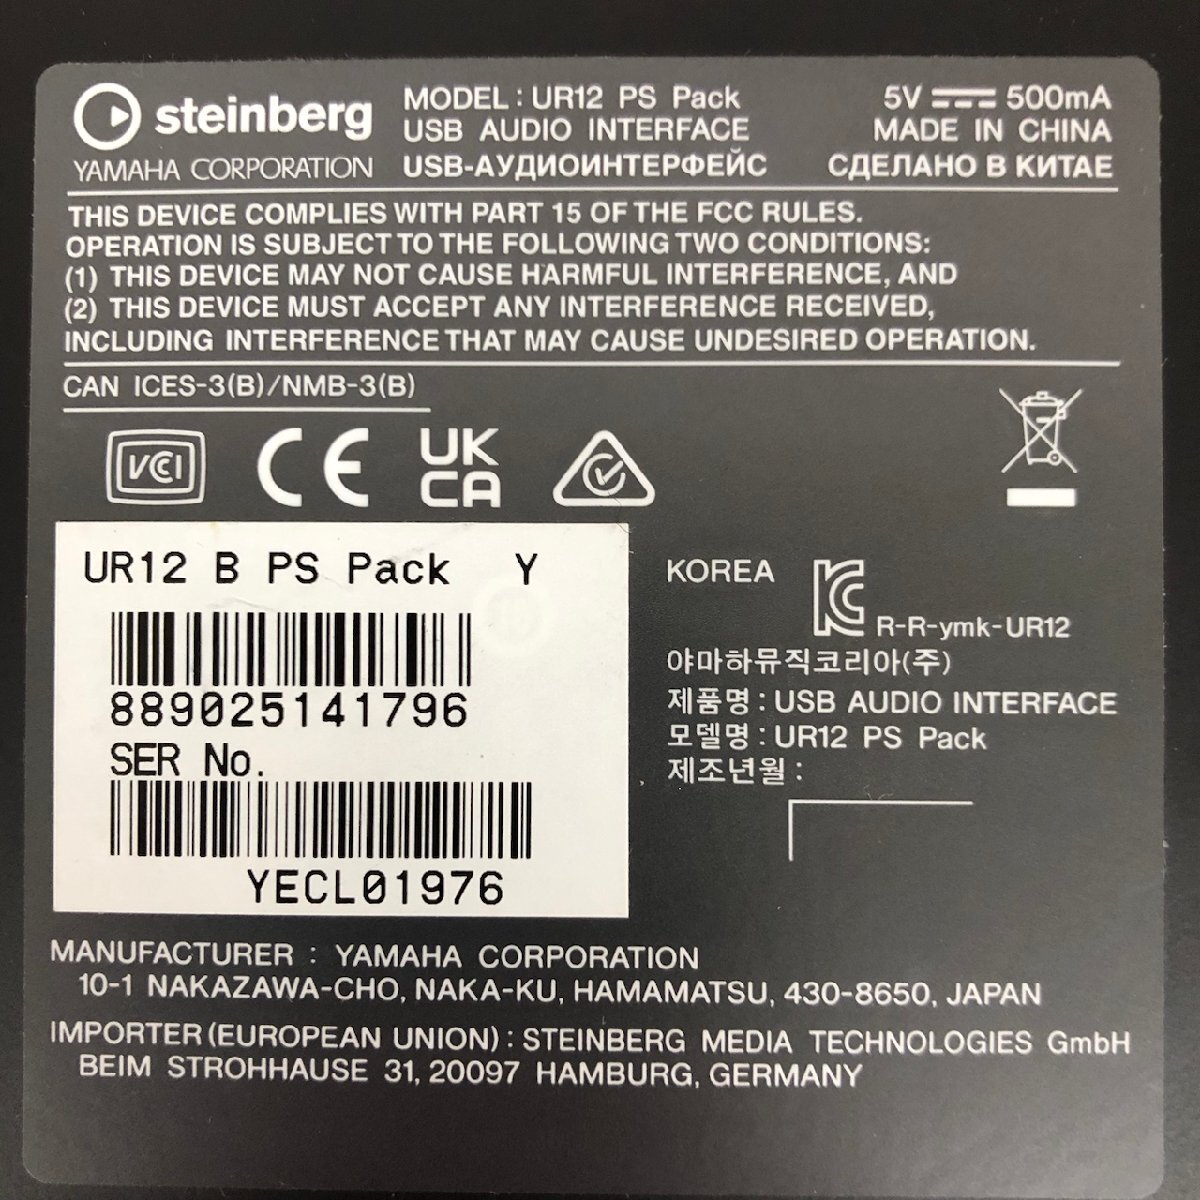 steinberg
YAMAHA CORPORATION
MODEL : UR12 PS Pack
USB AUDIO INTERFACE
USB-АУДИОИНТЕРФЕЙС
5V 500mA
MADE IN CHINA
СДЕЛАНО В КИТАЕ
THIS DEVICE COMPLIES WITH PART 15 OF THE FCC RULES.
OPERATION IS SUBJECT TO THE FOLLOWING TWO CONDITIONS:
(1) THIS DEVICE MAY NOT CAUSE HARMFUL INTERFERENCE, AND
(2) THIS DEVICE MUST ACCEPT ANY INTERFERENCE RECEIVED,
INCLUDING INTERFERENCE THAT MAY CAUSE UNDESIRED OPERATION.
CAN ICES-3(B)/NMB-3(B)
VCCI
CE
UK
CA
UR12 B PS Pack Y
889025141796
SER No.
YECL01976
KOREA
KC
R-R-ymk-UR12
야마하뮤직코리아(주)
제품명 : USB AUDIO INTERFACE
모델명 : UR12 PS Pack
제조년월 :
MANUFACTURER : YAMAHA CORPORATION
10-1 NAKAZAWA-CHO, NAKA-KU, HAMAMATSU, 430-8650, JAPAN
IMPORTER (EUROPEAN UNION) : STEINBERG MEDIA TECHNOLOGIES GmbH
BEIM STROHHAUSE 31, 20097 HAMBURG, GERMANY